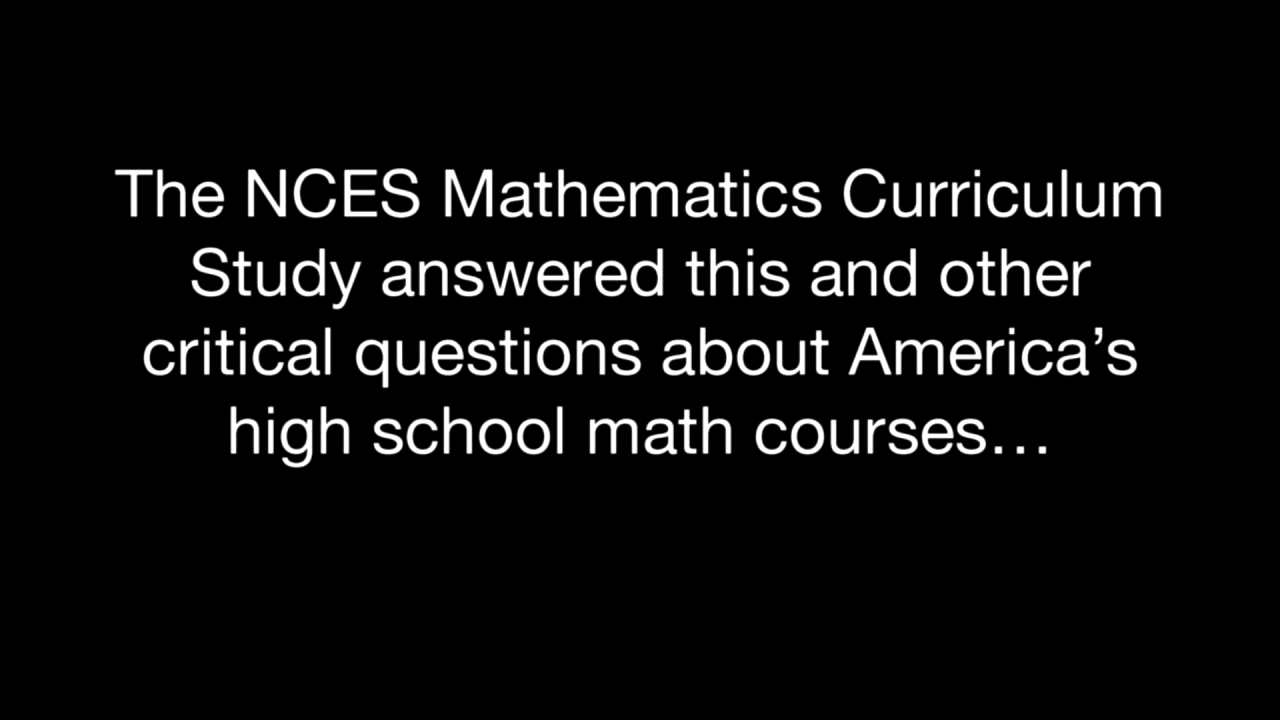 The NCES Mathematics Curriculum
Study answered this and other
critical questions about America’s
high school math courses…